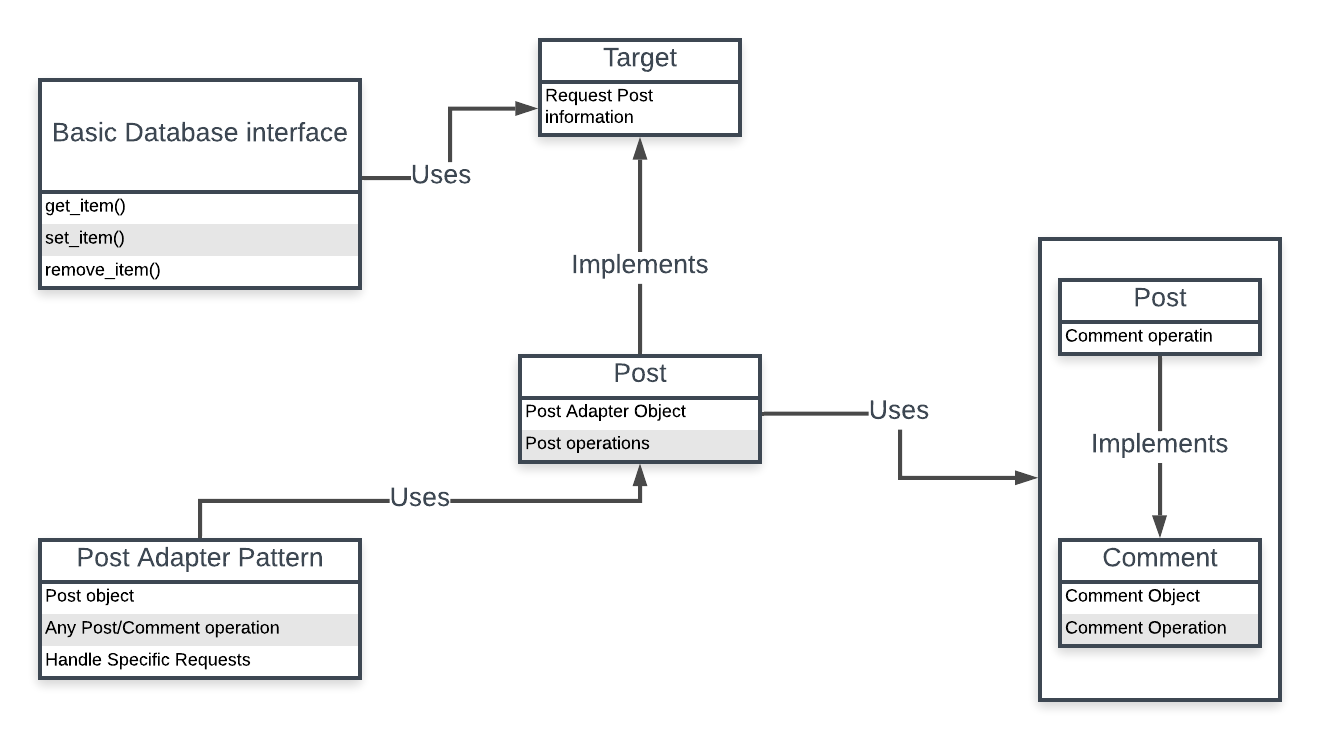 Target
Request Post
information
Basic Database interface
get_item()
set_item()
remove_item()
Uses
Implements
Post
Post Adapter Object
Post operations
Uses
Post
Comment operatin
Implements
Comment
Comment Object
Comment Operation
Uses
Post Adapter Pattern
Post object
Any Post/Comment operation
Handle Specific Requests